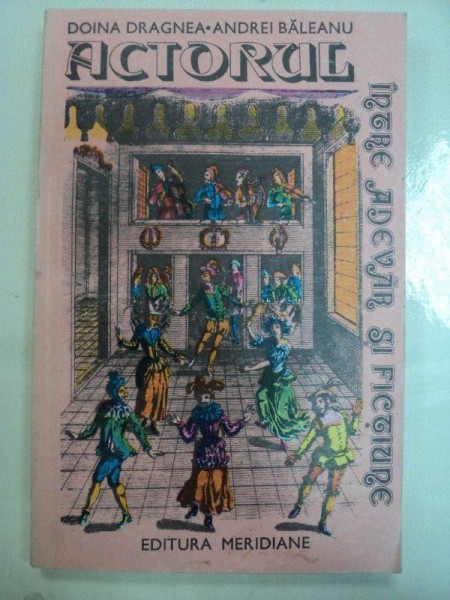 DOINA DRAGNEA•ANDREI BĂLEANU
ACTORUL
ÎNTRE ADEVĂR ȘI FICȚIUNE
EDITURA MERIDIANE